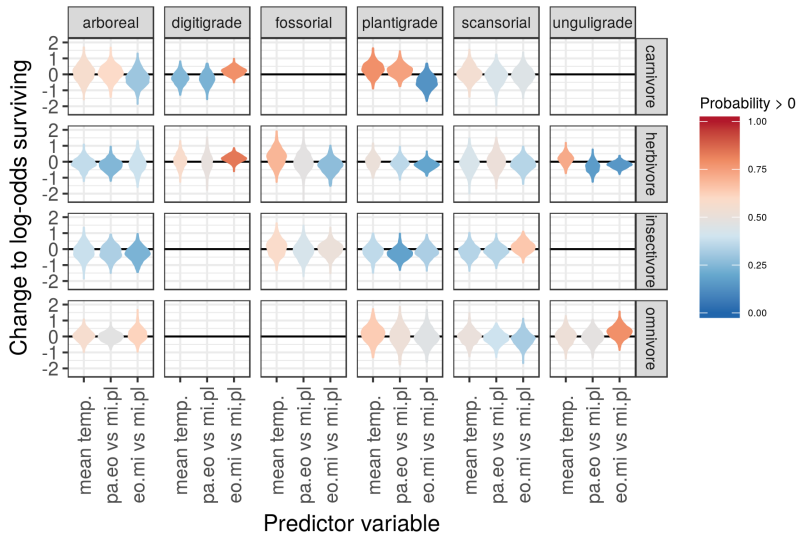 arboreal digitigrade fossorial plantigrade scansorial unguligrade
Change to log-odds surviving
2
1
0
-1
-2
carnivore
2
1
0
-1
-2
herbivore
2
1
0
-1
-2
insectivore
2
1
0
-1
-2
omnivore
mean temp. pa.eo vs mi.pl eo.mi vs mi.pl mean temp. pa.eo vs mi.pl eo.mi vs mi.pl mean temp. pa.eo vs mi.pl eo.mi vs mi.pl mean temp. pa.eo vs mi.pl eo.mi vs mi.pl mean temp. pa.eo vs mi.pl eo.mi vs mi.pl mean temp. pa.eo vs mi.pl eo.mi vs mi.pl
Predictor variable
Probability > 0
1.00
0.75
0.50
0.25
0.00